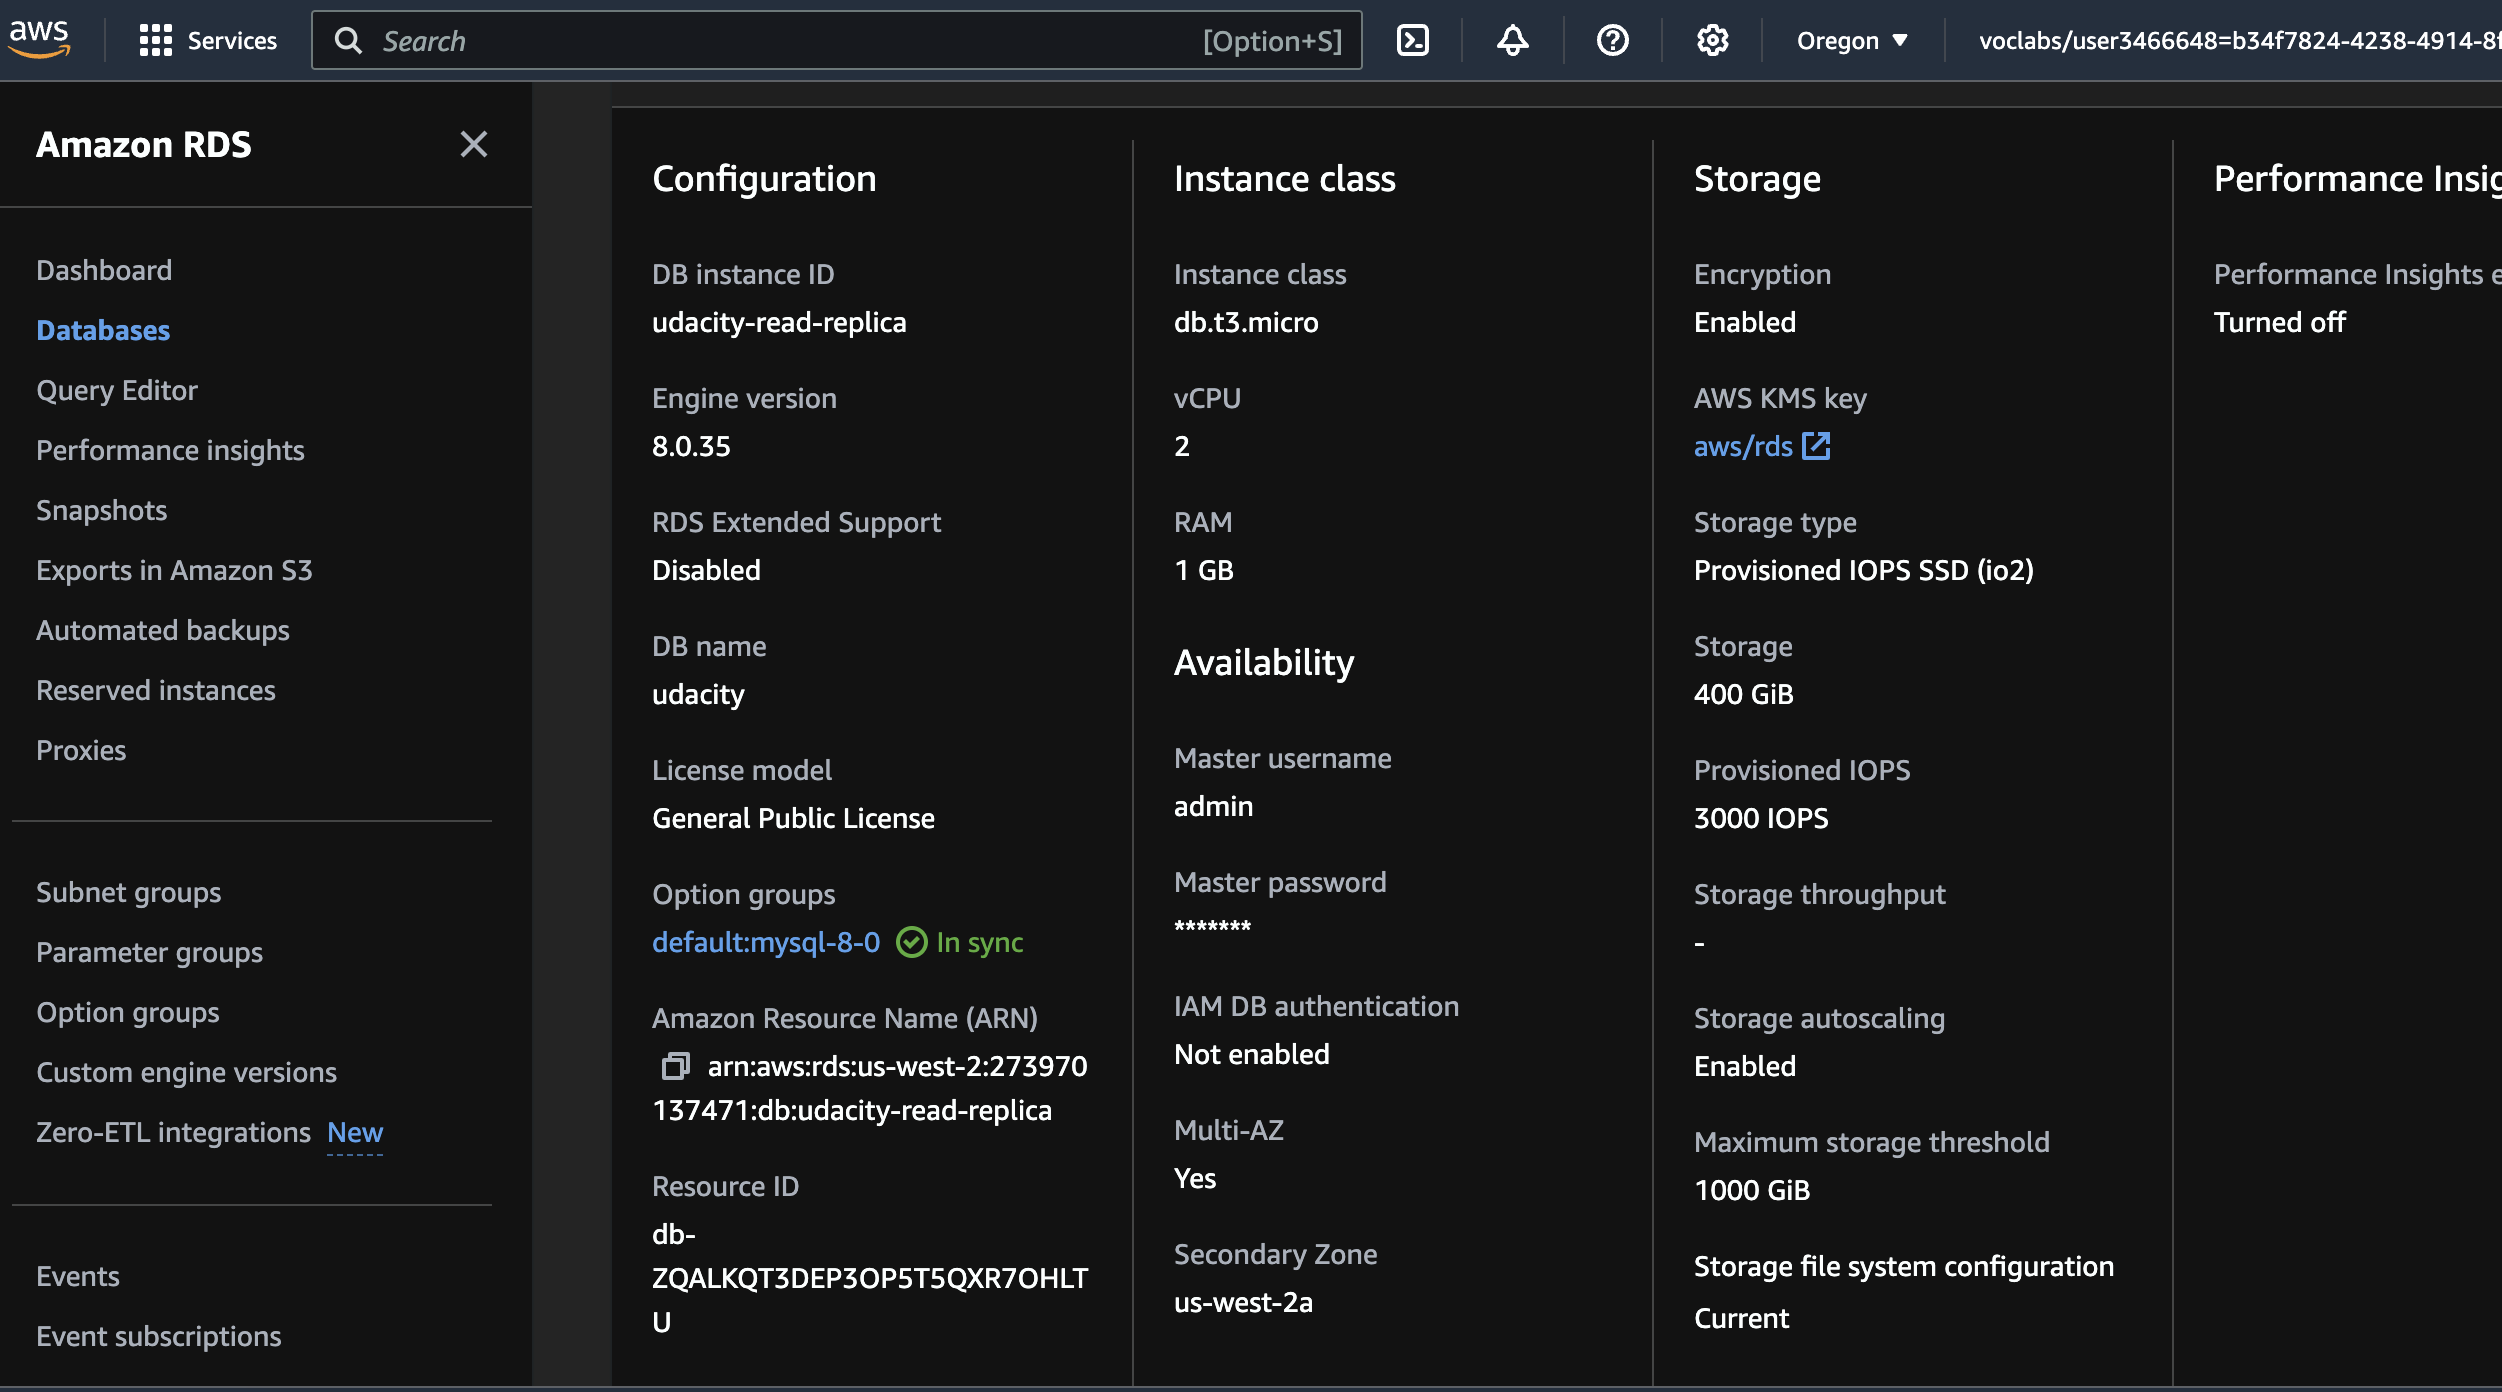 aws
Services
Search
[Option+S]
Oregon
voclabs/user3466648=b34f7824-4238-4914-8f
Amazon RDS
Dashboard
Databases
Query Editor
Performance insights
Snapshots
Exports in Amazon S3
Automated backups
Reserved instances
Proxies
Subnet groups
Parameter groups
Option groups
Custom engine versions
Zero-ETL integrations New
Events
Event subscriptions
Configuration
DB instance ID
udacity-read-replica
Engine version
8.0.35
RDS Extended Support
Disabled
DB name
udacity
License model
General Public License
Option groups
default:mysql-8-0 In sync
Amazon Resource Name (ARN)
arn:aws:rds:us-west-2:273970
137471:db:udacity-read-replica
Resource ID
db-
ZQALKQT3DEP3OP5T5QXR7OHLT
U
Instance class
Instance class
db.t3.micro
vCPU
2
RAM
1 GB
Availability
Master username
admin
Master password
*******
IAM DB authentication
Not enabled
Multi-AZ
Yes
Secondary Zone
us-west-2a
Storage
Encryption
Enabled
AWS KMS key
aws/rds
Storage type
Provisioned IOPS SSD (io2)
Storage
400 GiB
Provisioned IOPS
3000 IOPS
Storage throughput
-
Storage autoscaling
Enabled
Maximum storage threshold
1000 GiB
Storage file system configuration
Current
Performance Insig
Performance Insights e
Turned off